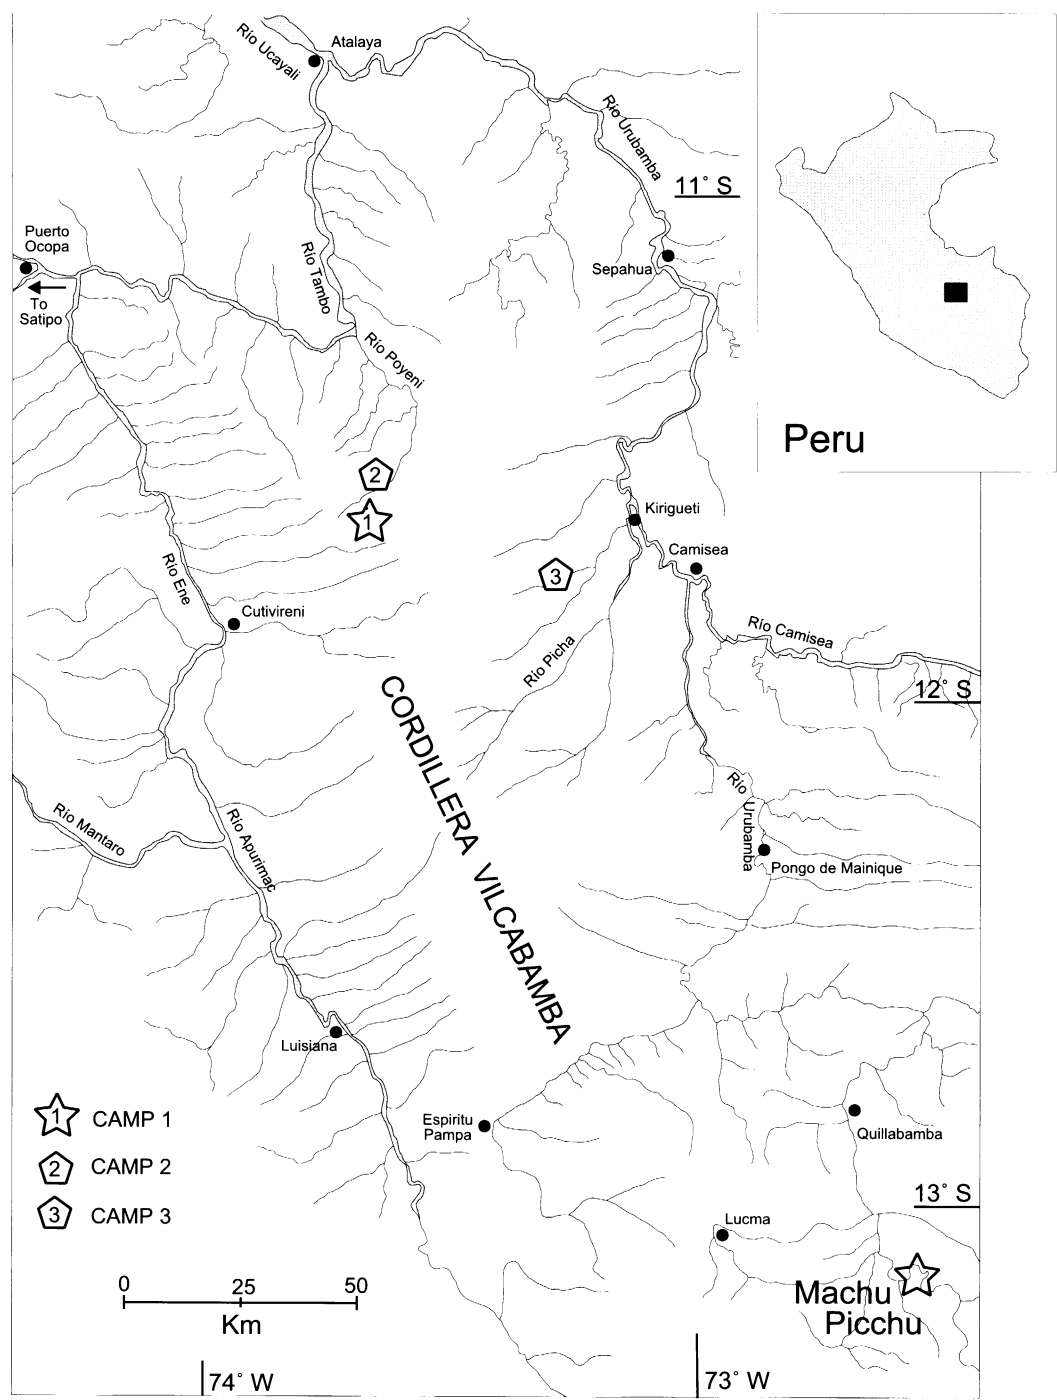 Río Ucayali
Atalaya
Río Urubamba
11° S
Puerto
Ocopa
To
Satipo
Río Tambo
Sepahua
Río Poyeni
Peru
2
1
Kirigueti
Camisea
3
Río Ene
Cutivireni
Río Camisea
Río Picha
12° S
CORDILLERA VILCABAMBA
Río Mantaro
Río Apurimac
Río Urubamba
Pongo de Mainique
Luisiana
1 CAMP 1
2 CAMP 2
3 CAMP 3
Espiritu
Pampa
Quillabamba
13° S
Lucma
Machu
Picchu
0 25 50
Km
74° W
73° W